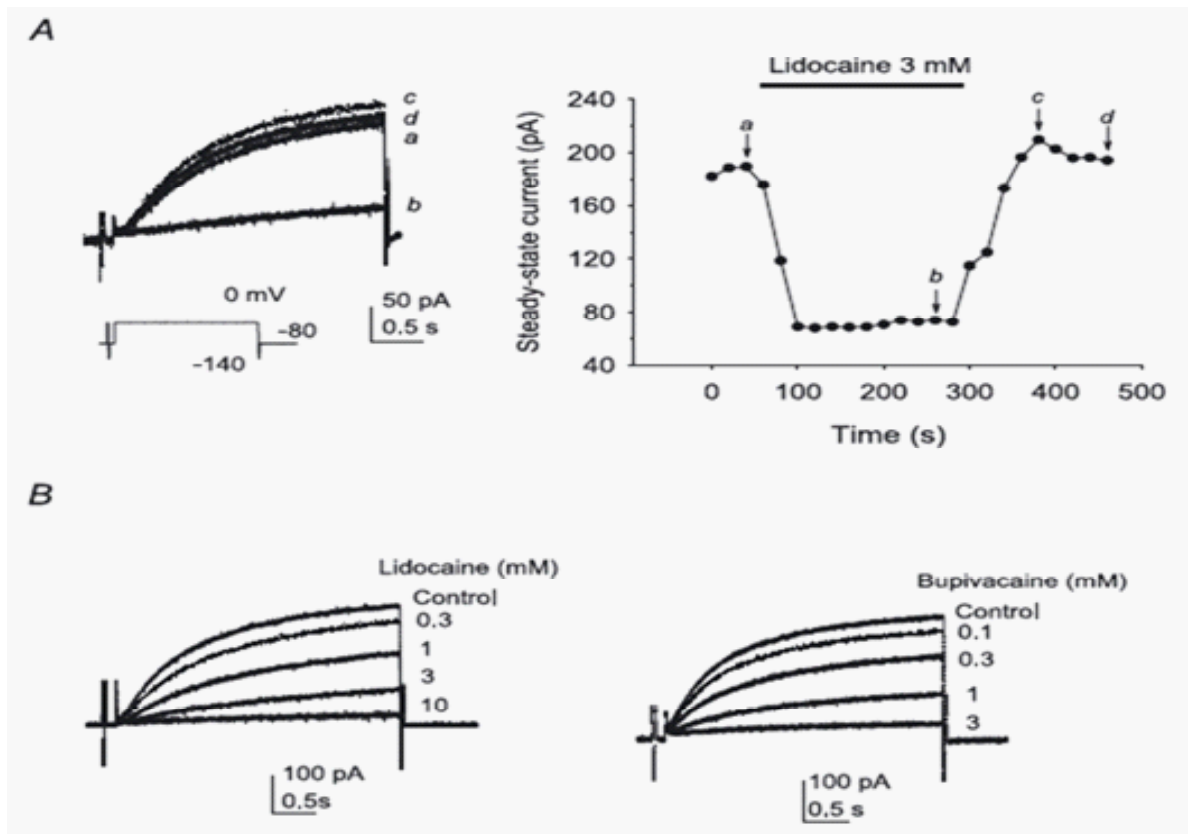 A
c
d
a
b
0 mV
-80
-140
50 pA
0.5 s
Lidocaine 3 mM
Steady-state current (pA)
240
200
160
120
80
40
a
b
c
d
0
100
200
300
400
500
Time (s)
B
Lidocaine (mM)
Control
0.3
1
3
10
100 pA
0.5s
Bupivacaine (mM)
Control
0.1
0.3
1
3
100 pA
0.5 s